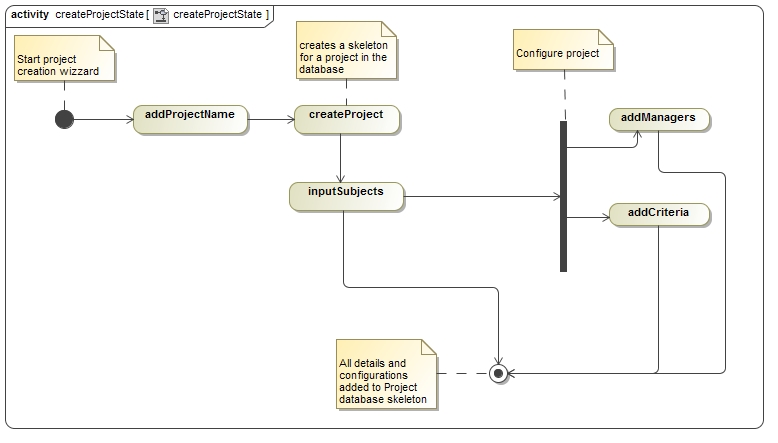 activity createProjectState [ createProjectState ]
Start project
creation wizzard
creates a skeleton
for a project in the
database
Configure project
addProjectName
createProject
addManagers
inputSubjects
addCriteria
All details and
configurations
added to Project
database skeleton